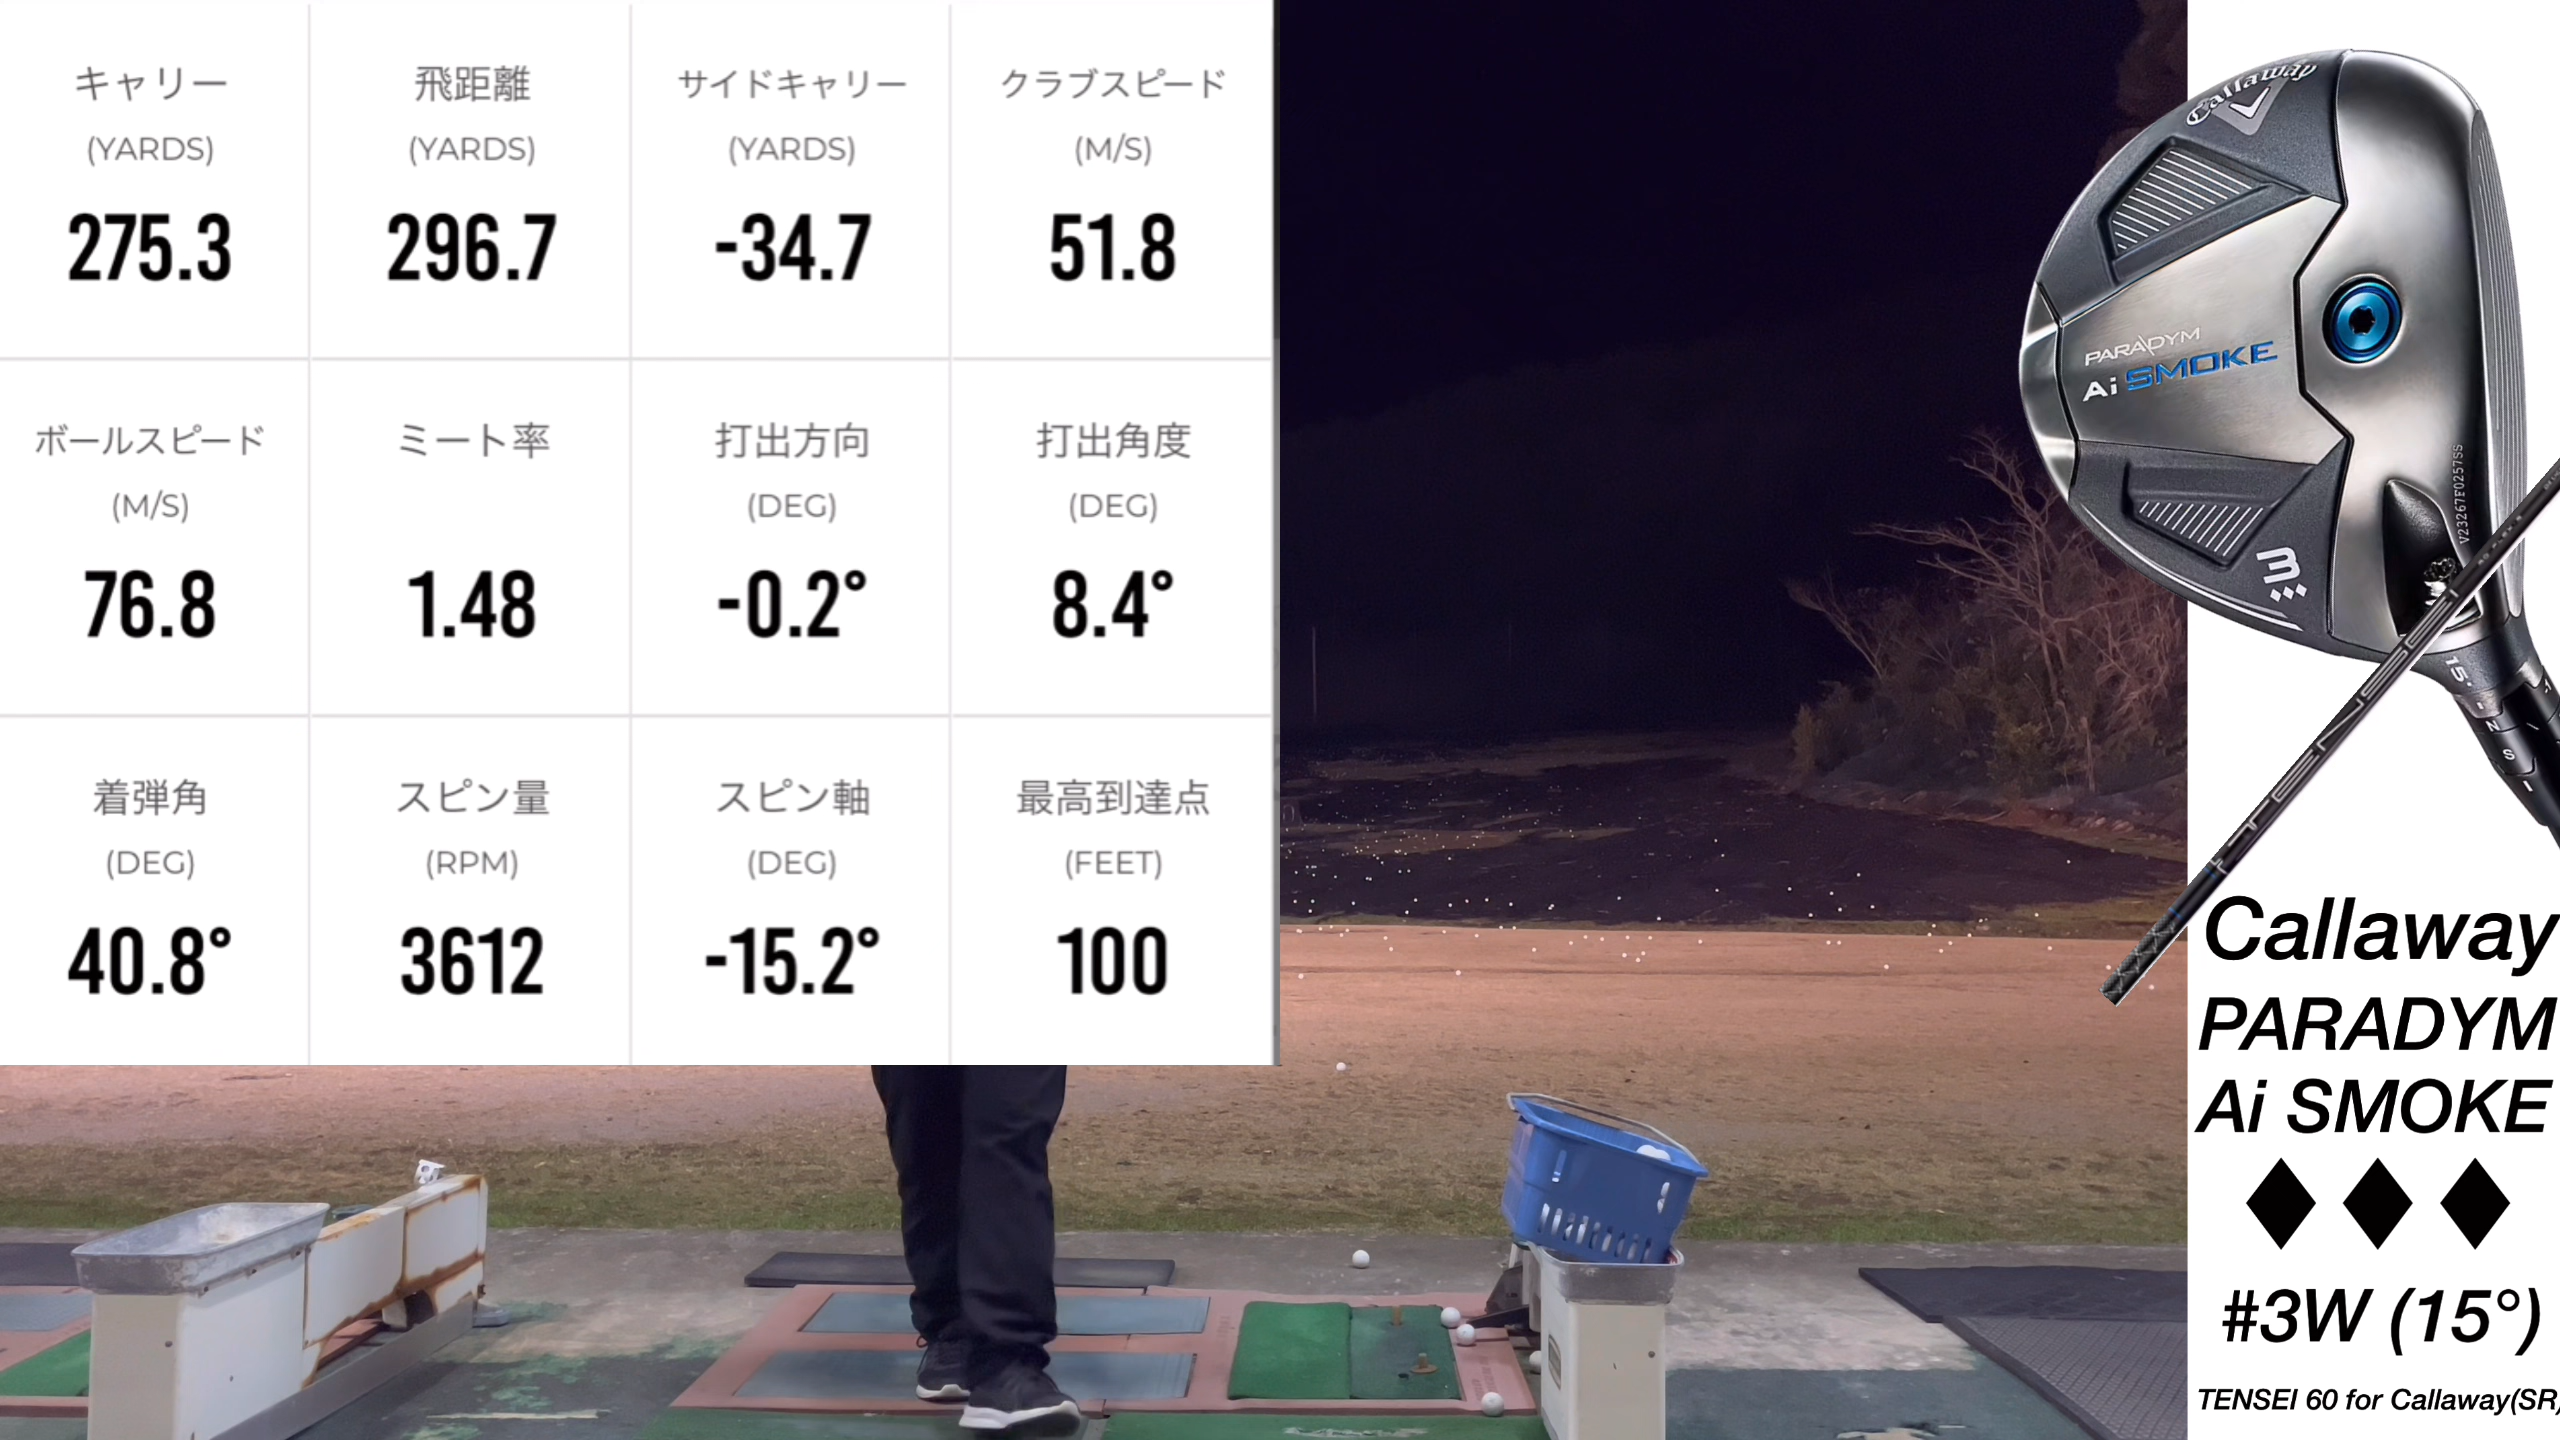 キャリー
(YARDS)
275.3
飛距離
(YARDS)
296.7
サイドキャリー
(YARDS)
-34.7
クラブスピード
(M/S)
51.8
ボールスピード
(M/S)
76.8
ミート率
1.48
打出方向
(DEG)
-0.2°
打出角度
(DEG)
8.4°
着弾角
(DEG)
40.8°
スピン量
(RPM)
3612
スピン軸
(DEG)
-15.2°
最高到達点
(FEET)
100
Callaway
PARADYM
Ai SMOKE
V23267F0257SS
3
15°
N
S
TENSEI
Callaway
PARADYM
Ai SMOKE
♦♦♦
#3W (15°)
TENSEI 60 for Callaway(SR)